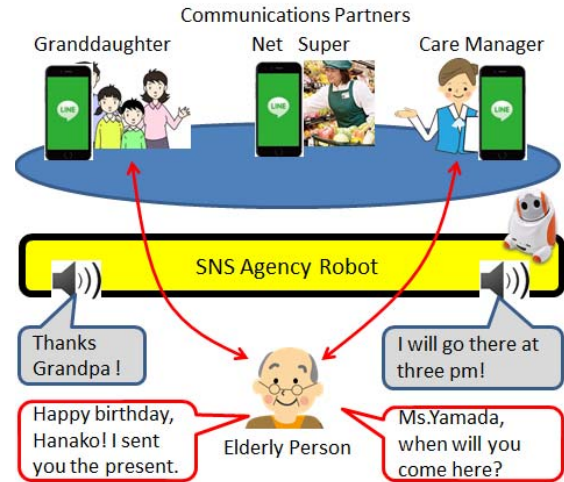 Communications Partners
Granddaughter
Net Super
Care Manager
LINE
LINE
LINE
SNS Agency Robot
Thanks
Grandpa !
I will go there at
three pm!
Happy birthday,
Hanako! I sent
you the present.
Elderly Person
Ms.Yamada,
when will you
come here?